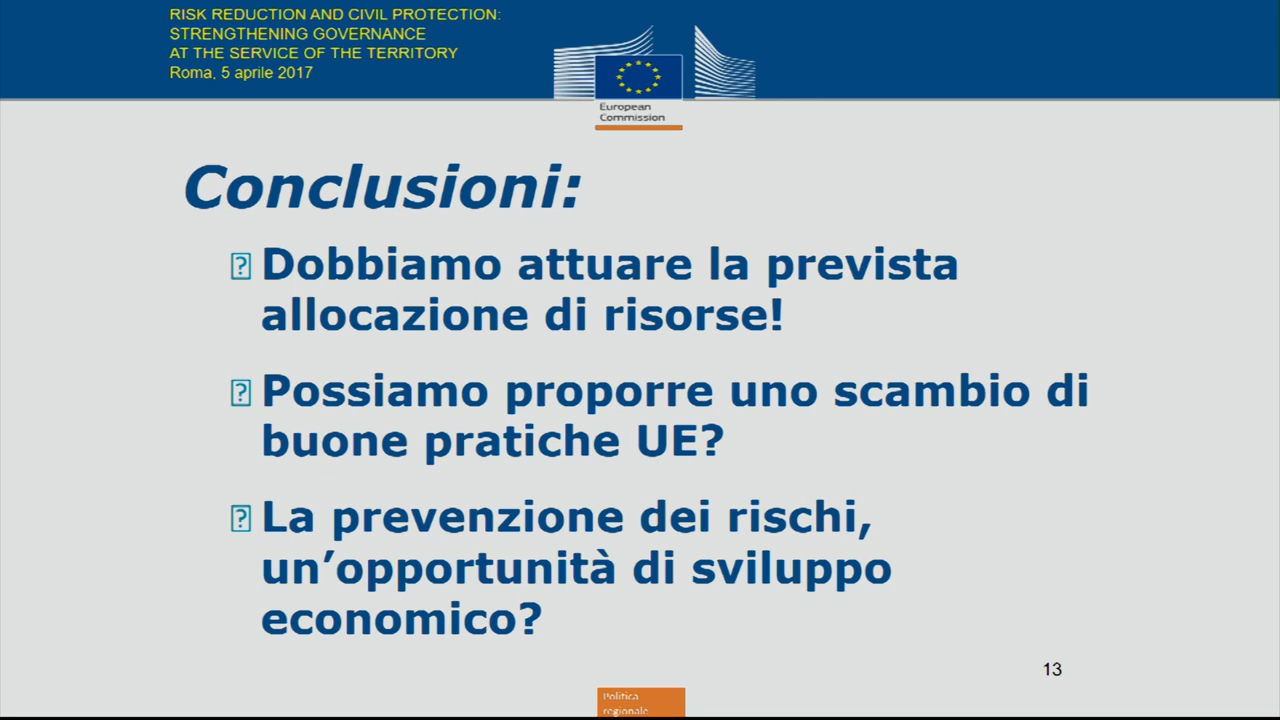 RISK REDUCTION AND CIVIL PROTECTION:
STRENGTHENING GOVERNANCE
AT THE SERVICE OF THE TERRITORY
Roma, 5 aprile 2017
European
Commission
Conclusioni:
Dobbiamo attuare la prevista
allocazione di risorse!
Possiamo proporre uno scambio di
buone pratiche UE?
La prevenzione dei rischi,
un’opportunità di sviluppo
economico?
13
Politica
regionale